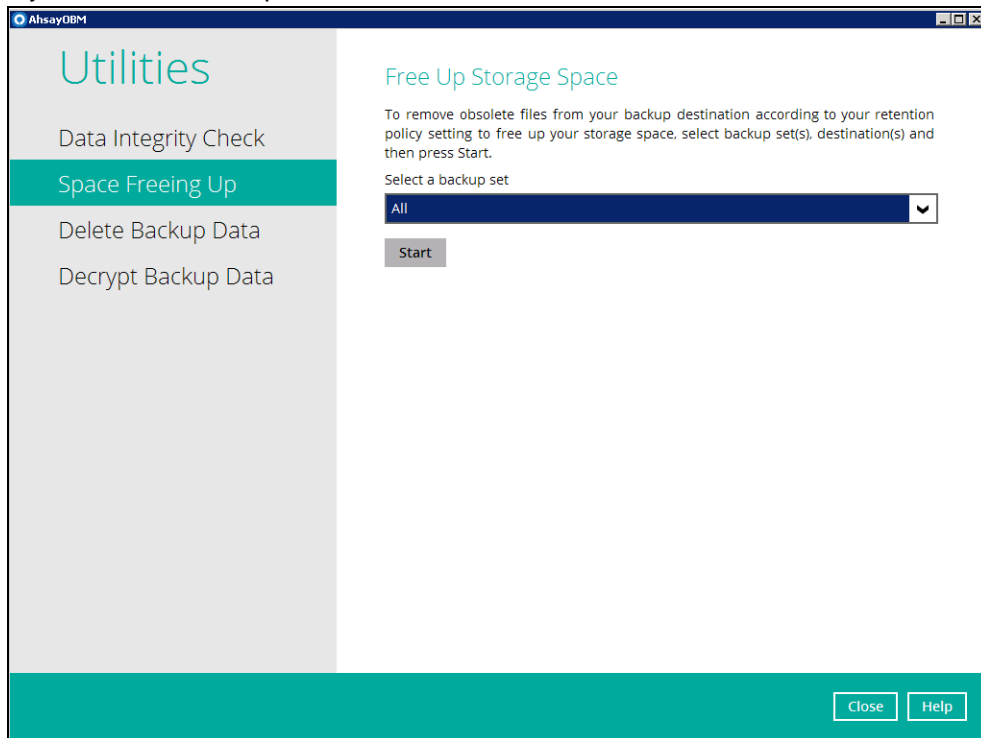 AhsayOBM
Utilities
Data Integrity Check
Space Freeing Up
Delete Backup Data
Decrypt Backup Data
Free Up Storage Space
To remove obsolete files from your backup destination according to your retention
policy setting to free up your storage space, select backup set(s), destination(s) and
then press Start.
Select a backup set
All
Start
Close
Help